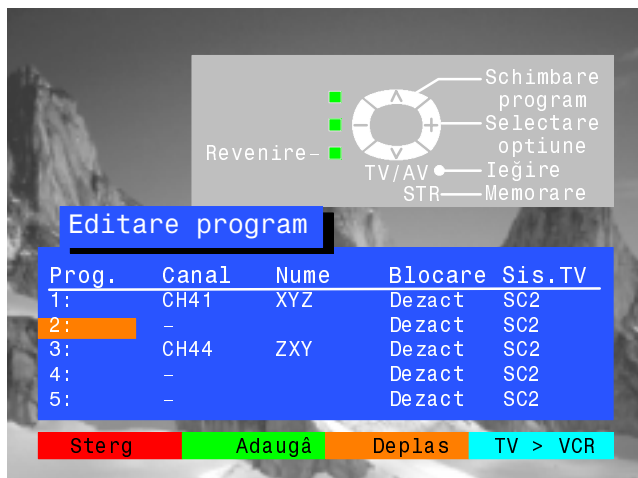 Schimbare
program
Selectare
optiune
Revenire–
TV/AV Ieğire
STR Memorare
Editare program
Prog. Canal Nume Blocare Sis.TV
1: CH41 XYZ Dezact SC2
2: – Dezact SC2
3: CH44 ZXY Dezact SC2
4: – Dezact SC2
5: – Dezact SC2
Sterg Adaugâ Deplas TV > VCR